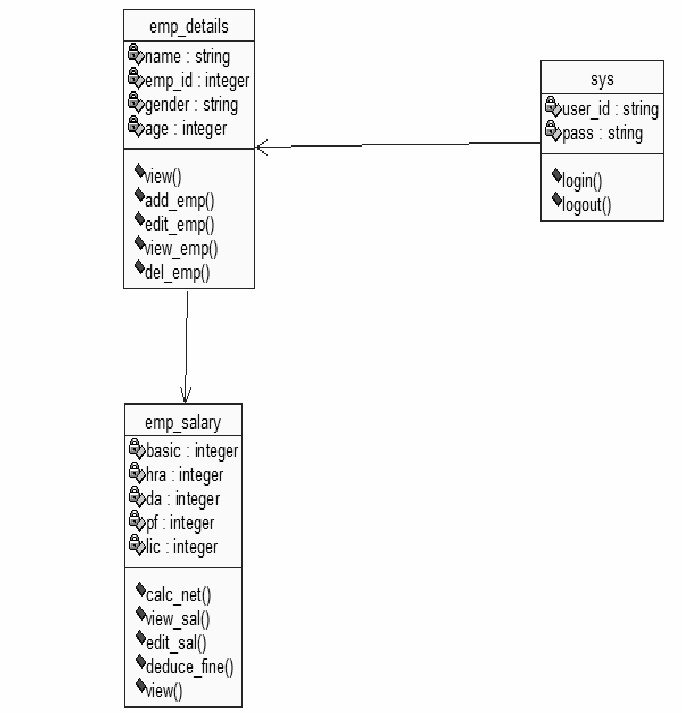 emp_details
name : string
emp_id : integer
gender : string
age : integer
view()
add_emp()
edit_emp()
view_emp()
del_emp()
sys
user_id : string
pass : string
login()
logout()
emp_salary
basic : integer
hra : integer
da : integer
pf : integer
lic : integer
calc_net()
view_sal()
edit_sal()
deduce_fine()
view()